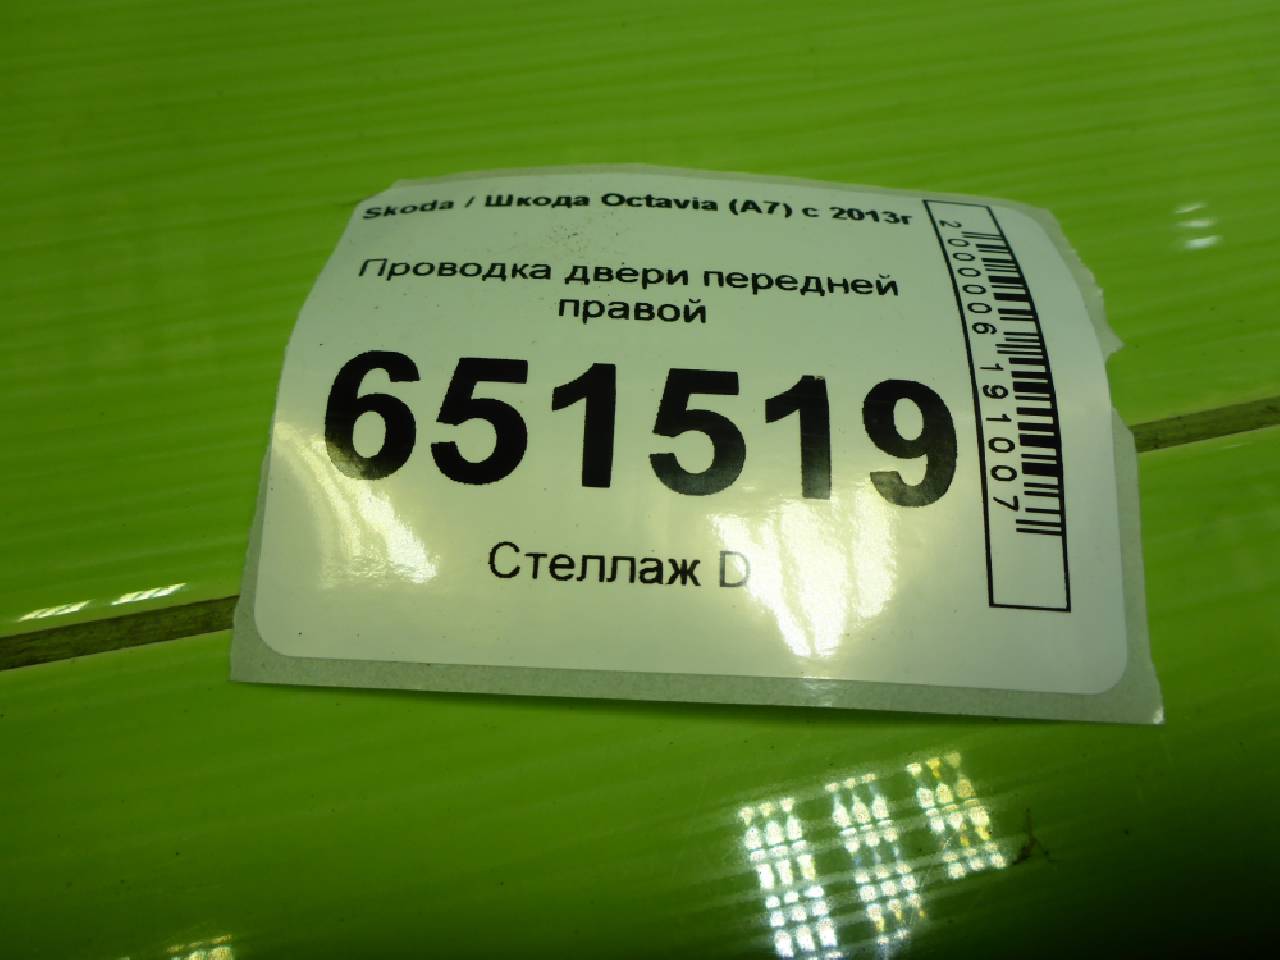 Skoda / Шкода Octavia (A7) с 2013г
Проводка двери передней
правой
651519
Стеллаж D
2000006191007